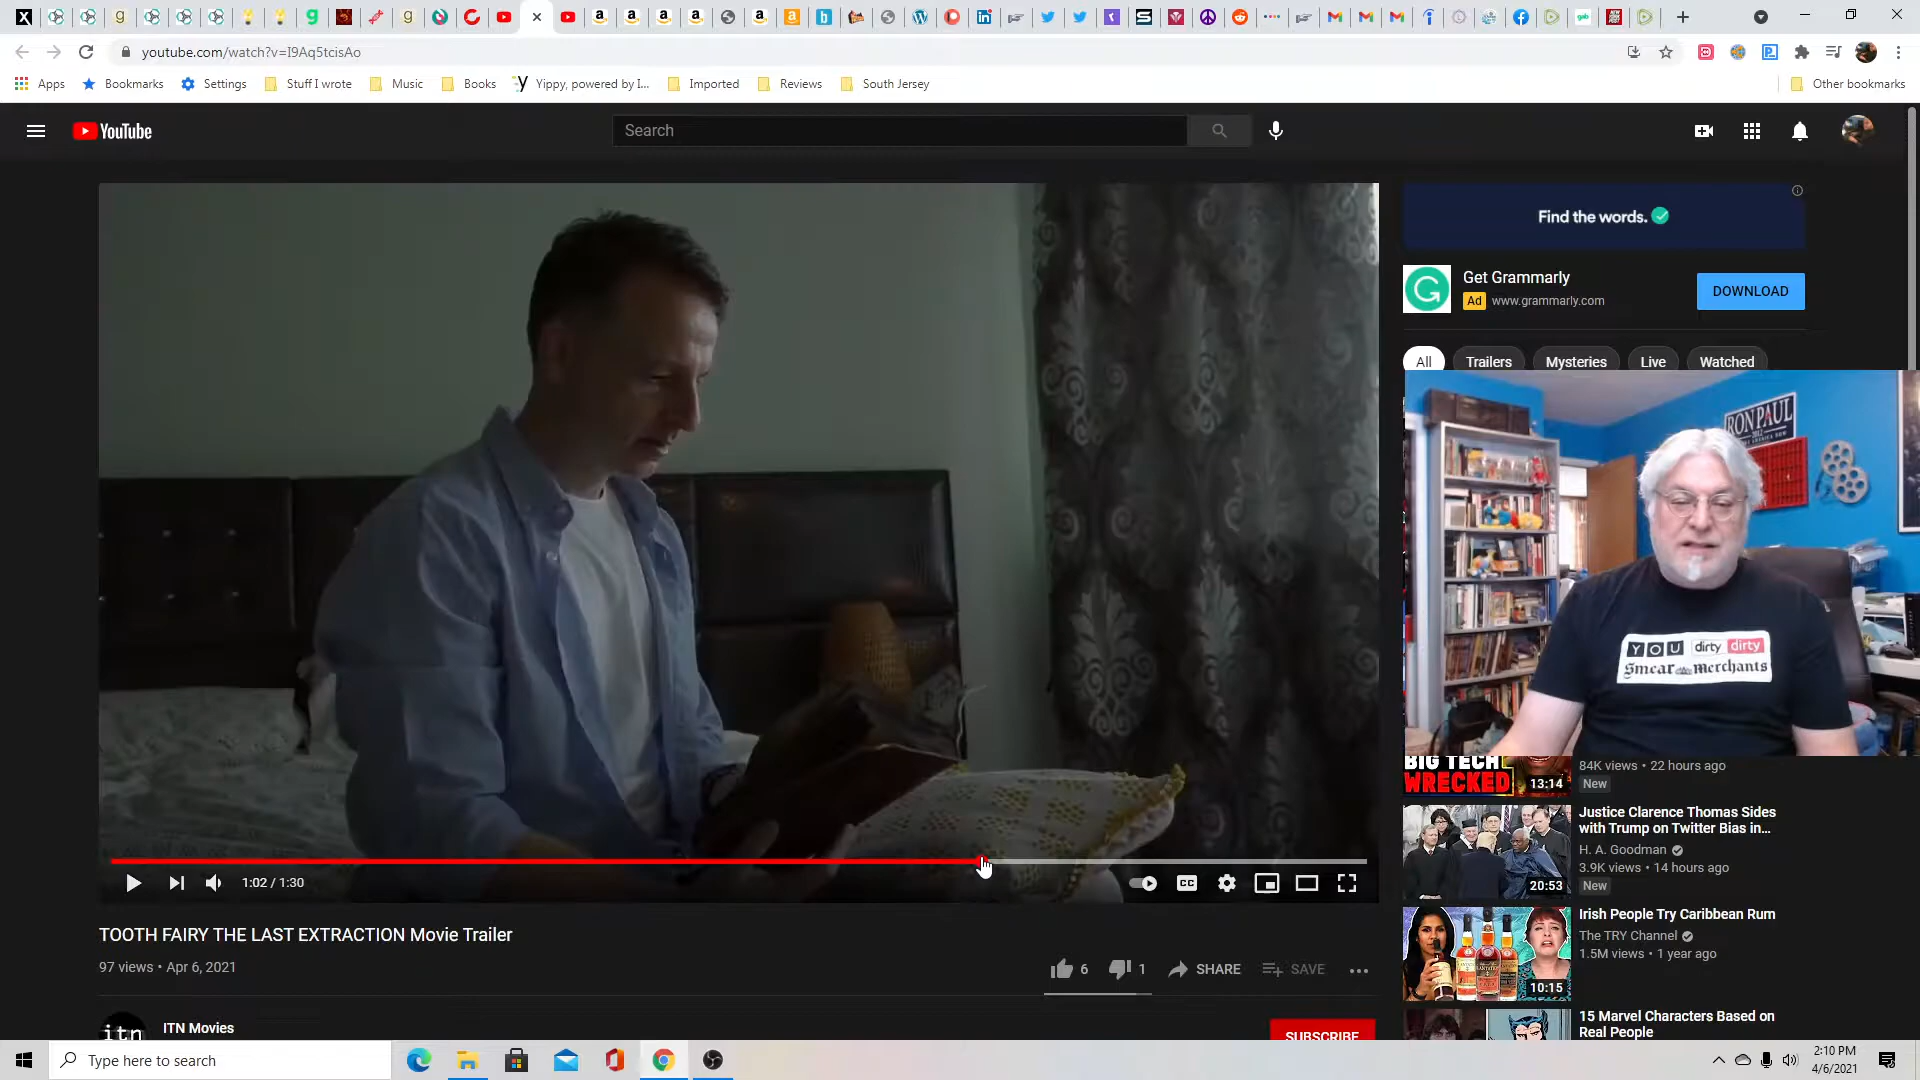 youtube.com/watch?v=I9Aq5tcisAo
Apps
Bookmarks
Settings
Stuff I wrote
Music
Books
Yippy, powered by I...
Imported
Reviews
South Jersey
Other bookmarks
YouTube
Search
Find the words.
Get Grammarly
Ad www.grammarly.com
DOWNLOAD
All
Trailers
Mysteries
Live
Watched
RON PAUL
2012
YOU dirty dirty
Smear merchants
BIG TECH
WRECKED
13:14
84K views • 22 hours ago
New
Justice Clarence Thomas Sides
with Trump on Twitter Bias in...
H. A. Goodman
3.9K views • 14 hours ago
New
20:53
Irish People Try Caribbean Rum
The TRY Channel
1.5M views • 1 year ago
10:15
15 Marvel Characters Based on
Real People
1:02 / 1:30
CC
TOOTH FAIRY THE LAST EXTRACTION Movie Trailer
97 views • Apr 6, 2021
6
1
SHARE
SAVE
itn
ITN Movies
SUBSCRIBE
Type here to search
2:10 PM
4/6/2021